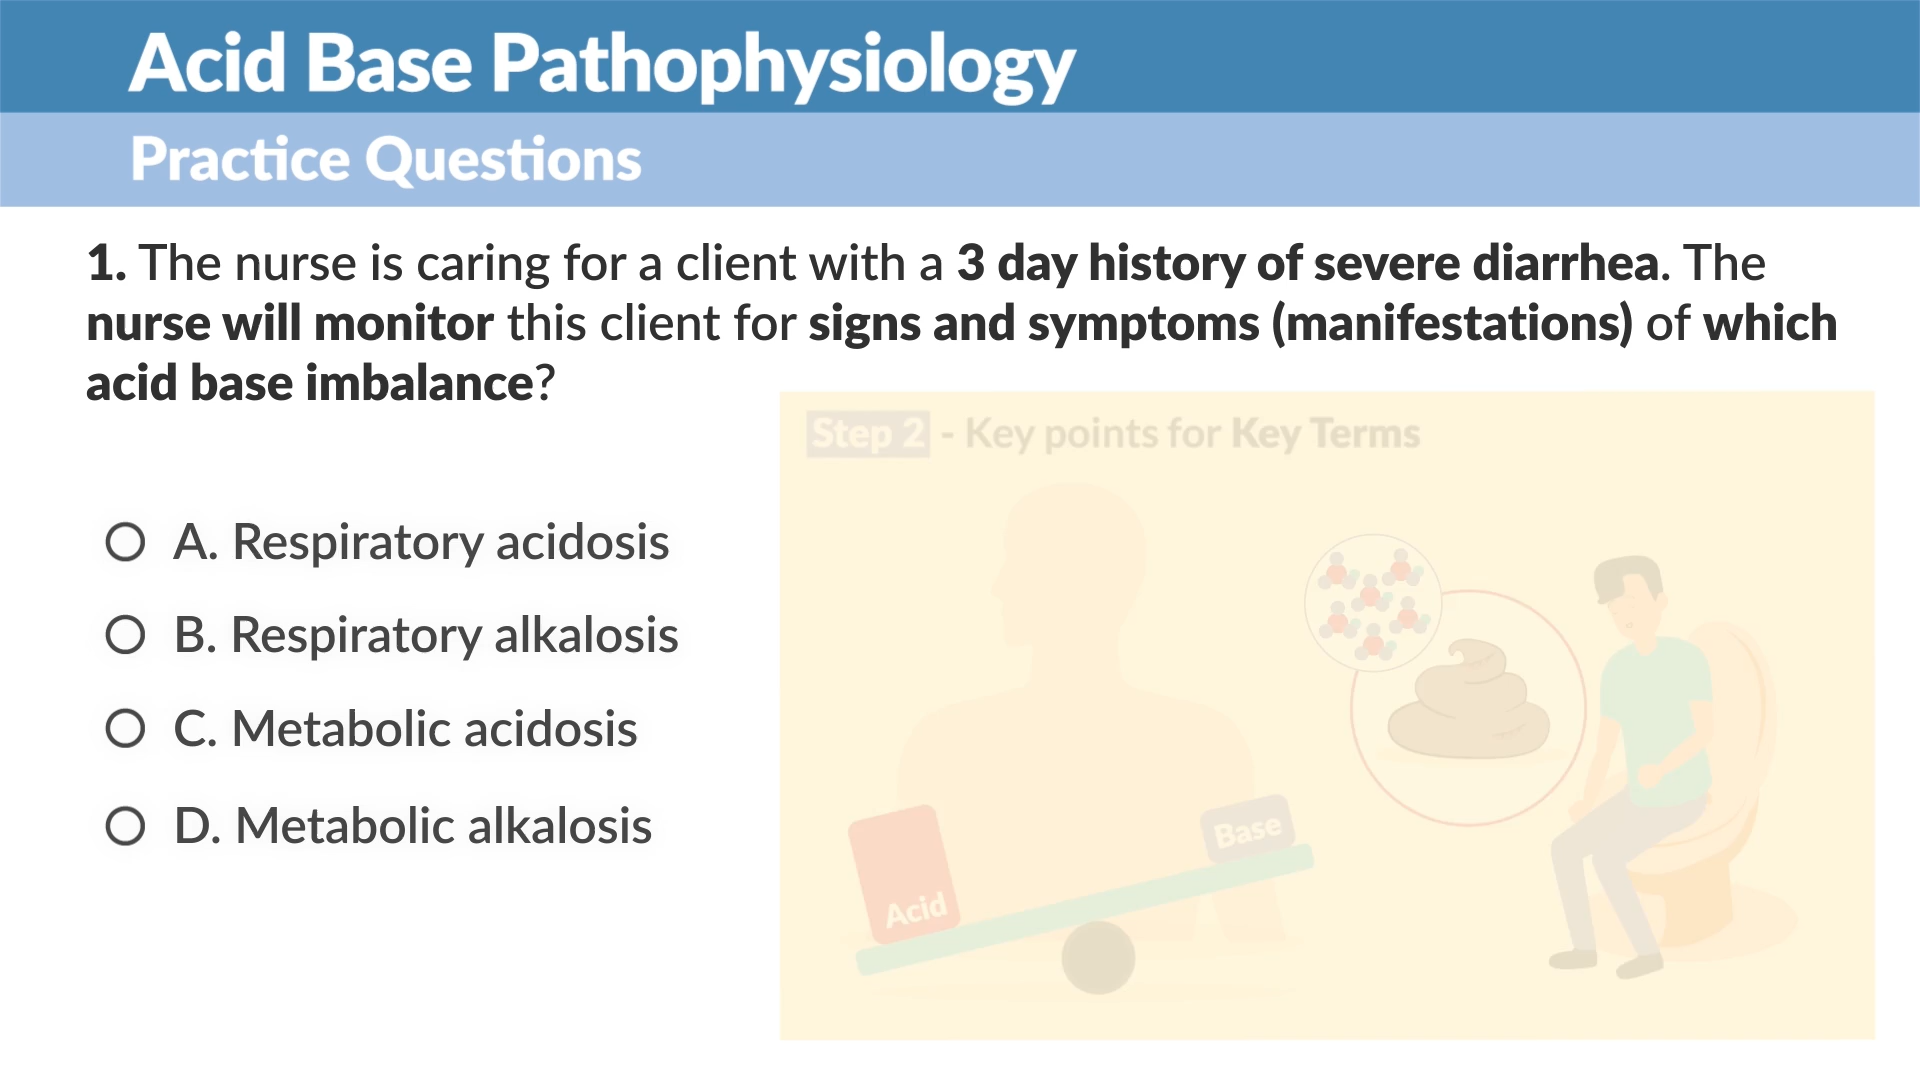 Acid Base Pathophysiology
Practice Questions
1. The nurse is caring for a client with a 3 day history of severe diarrhea. The
nurse will monitor this client for signs and symptoms (manifestations) of which
acid base imbalance?
Step 2 - Key points for Key Terms
A. Respiratory acidosis
B. Respiratory alkalosis
C. Metabolic acidosis
D. Metabolic alkalosis
Acid
Base